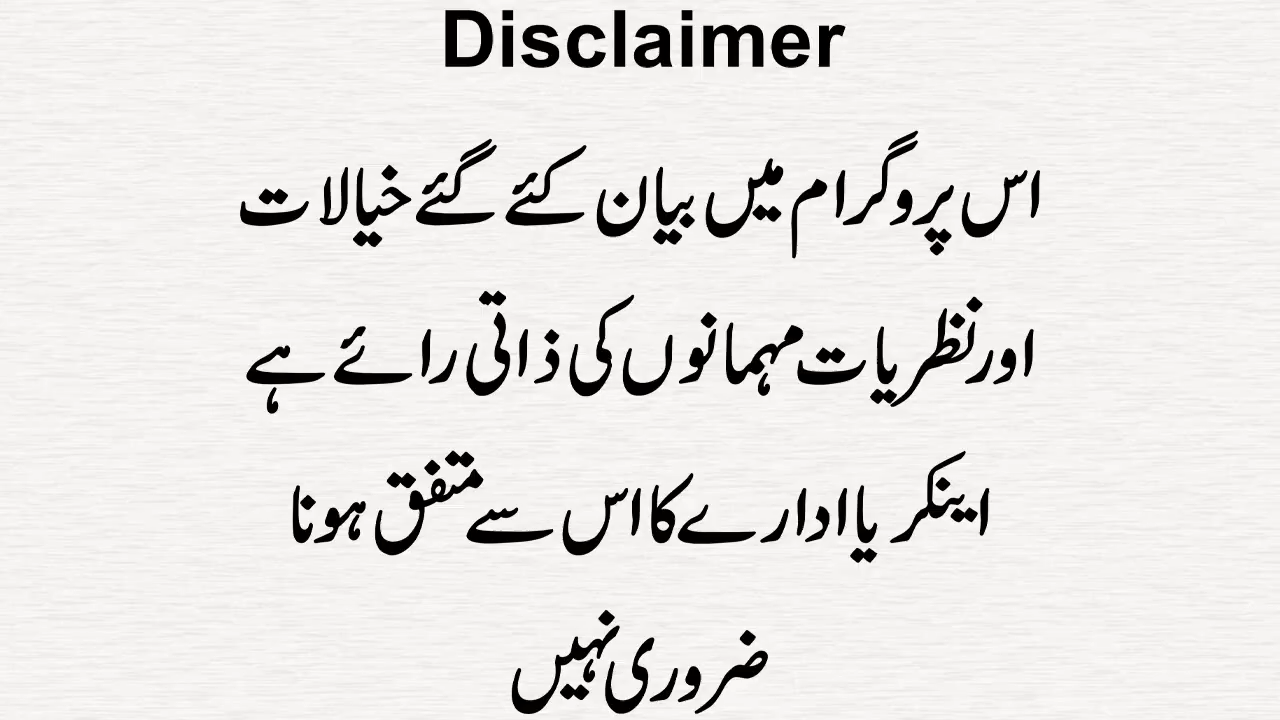 Disclaimer
اس پروگرام میں بیان کئے گئے خیالات
اور نظریات مہمانوں کی ذاتی رائے ہے
اینکر یا ادارے کا اس سے متفق ہونا
ضروری نہیں